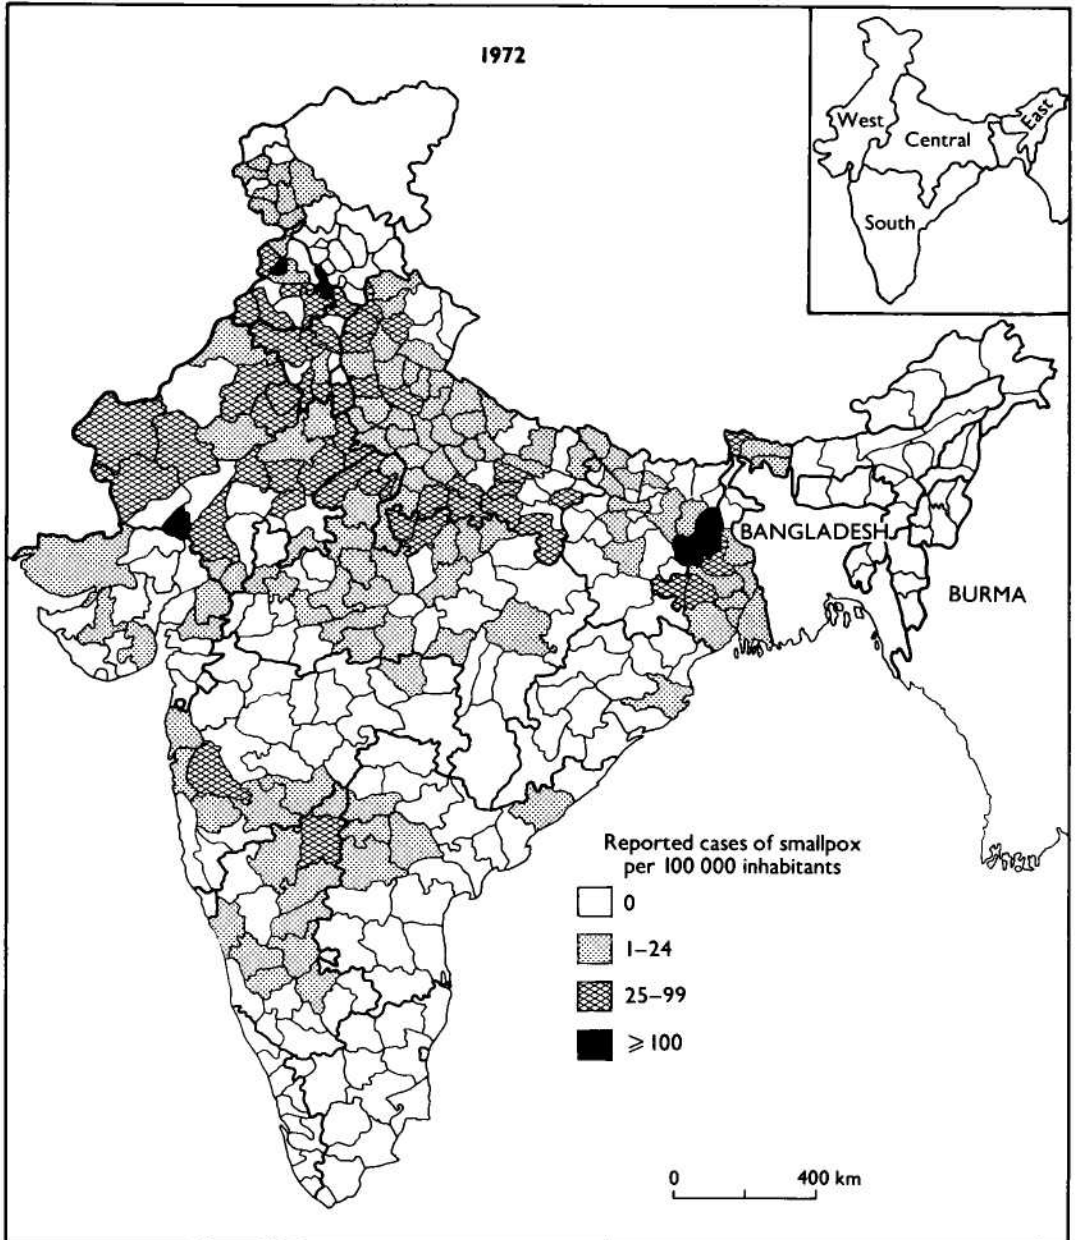 1972
West
Central
East
South
BANGLADESH
BURMA
Reported cases of smallpox
per 100 000 inhabitants
0
1–24
25–99
⩾ 100
0 400 km